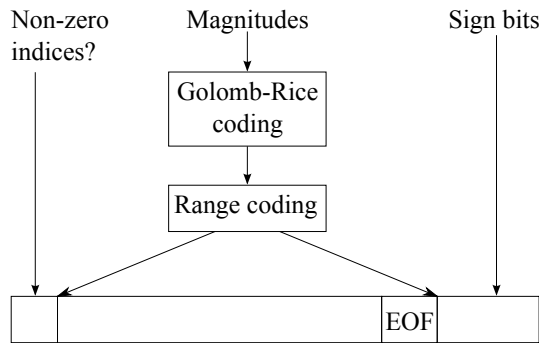 Non-zero
indices?
Magnitudes
Sign bits
Golomb-Rice
coding
Range coding
EOF